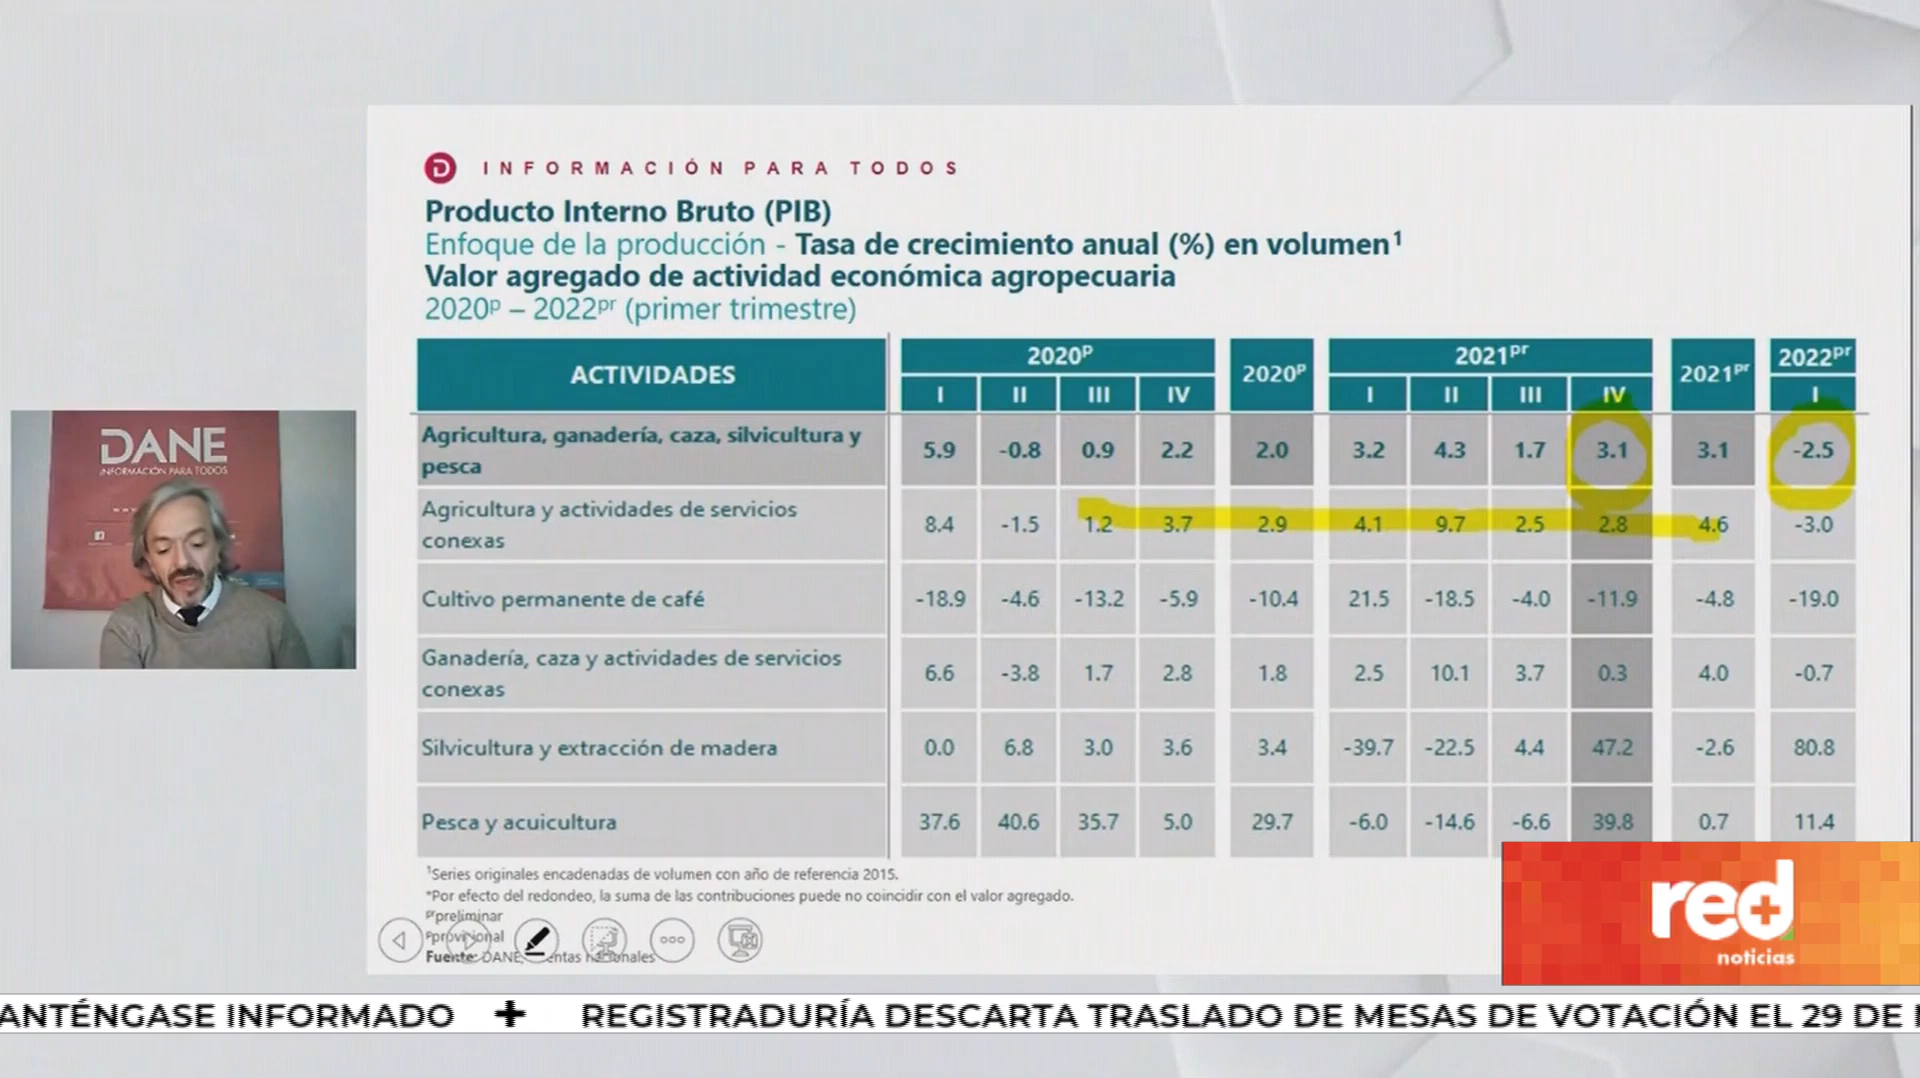 INFORMACIÓN PARA TODOS
Producto Interno Bruto (PIB)
Enfoque de la producción - Tasa de crecimiento anual (%) en volumen¹
Valor agregado de actividad económica agropecuaria
2020ᵖ – 2022ᵖʳ (primer trimestre)
ACTIVIDADES 2020ᵖ 2020ᵖ 2021ᵖʳ 2021ᵖʳ 2022ᵖʳ
I II III IV I II III IV I
Agricultura, ganadería, caza, silvicultura y
pesca 5.9 -0.8 0.9 2.2 2.0 3.2 4.3 1.7 3.1 3.1 -2.5
Agricultura y actividades de servicios
conexas 8.4 -1.5 1.2 3.7 2.9 4.1 9.7 2.5 2.8 4.6 -3.0
Cultivo permanente de café -18.9 -4.6 -13.2 -5.9 -10.4 21.5 -18.5 -4.0 -11.9 -4.8 -19.0
Ganadería, caza y actividades de servicios
conexas 6.6 -3.8 1.7 2.8 1.8 2.5 10.1 3.7 0.3 4.0 -0.7
Silvicultura y extracción de madera 0.0 6.8 3.0 3.6 3.4 -39.7 -22.5 4.4 47.2 -2.6 80.8
Pesca y acuicultura 37.6 40.6 35.7 5.0 29.7 -6.0 -14.6 -6.6 39.8 0.7 11.4
¹Series originales encadenadas de volumen con año de referencia 2015.
*Por efecto del redondeo, la suma de las contribuciones puede no coincidir con el valor agregado.
preliminar
provisional
Fuente: DANE,
DANE
INFORMACIÓN PARA TODOS
red
noticias
ANTÉNGASE INFORMADO + REGISTRADURÍA DESCARTA TRASLADO DE MESAS DE VOTACIÓN EL 29 DE